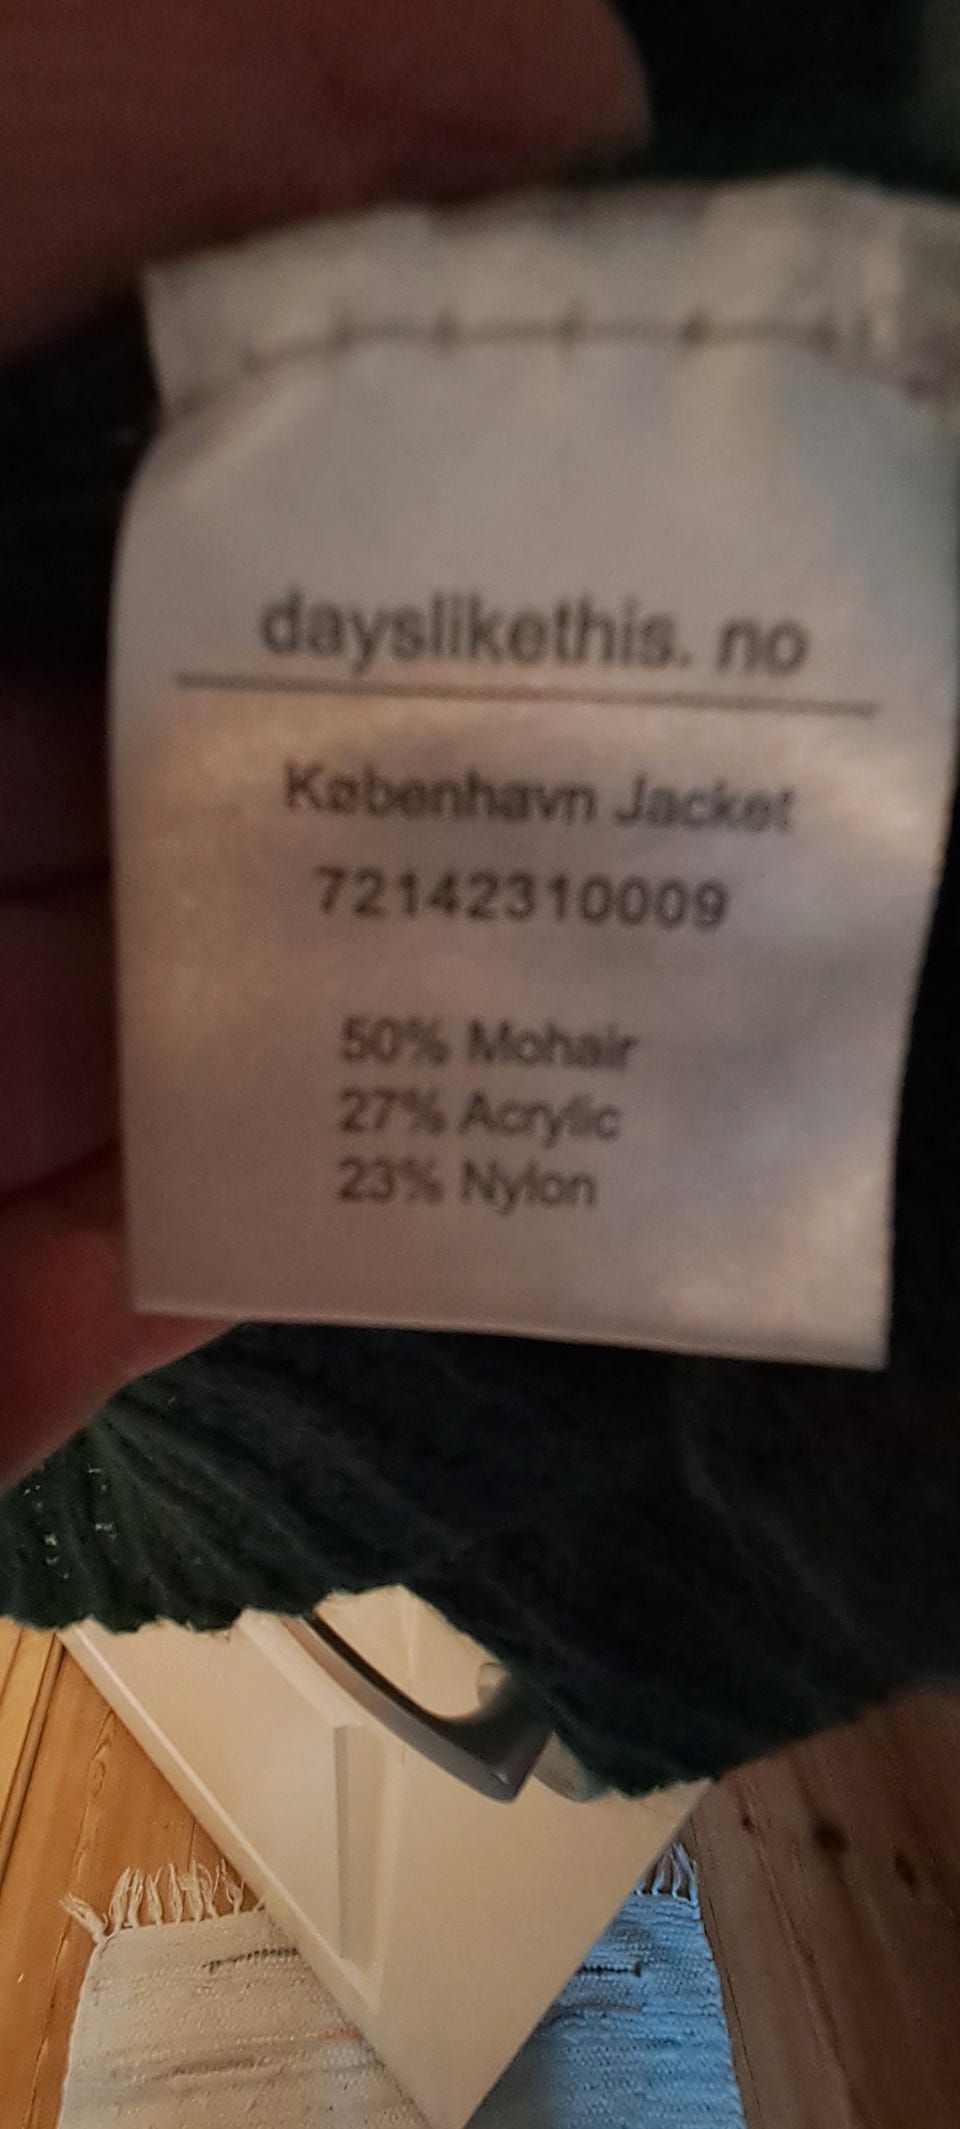 dayslikethis. no
København Jacket
72142310009
50% Mohair
27% Acrylic
23% Nylon